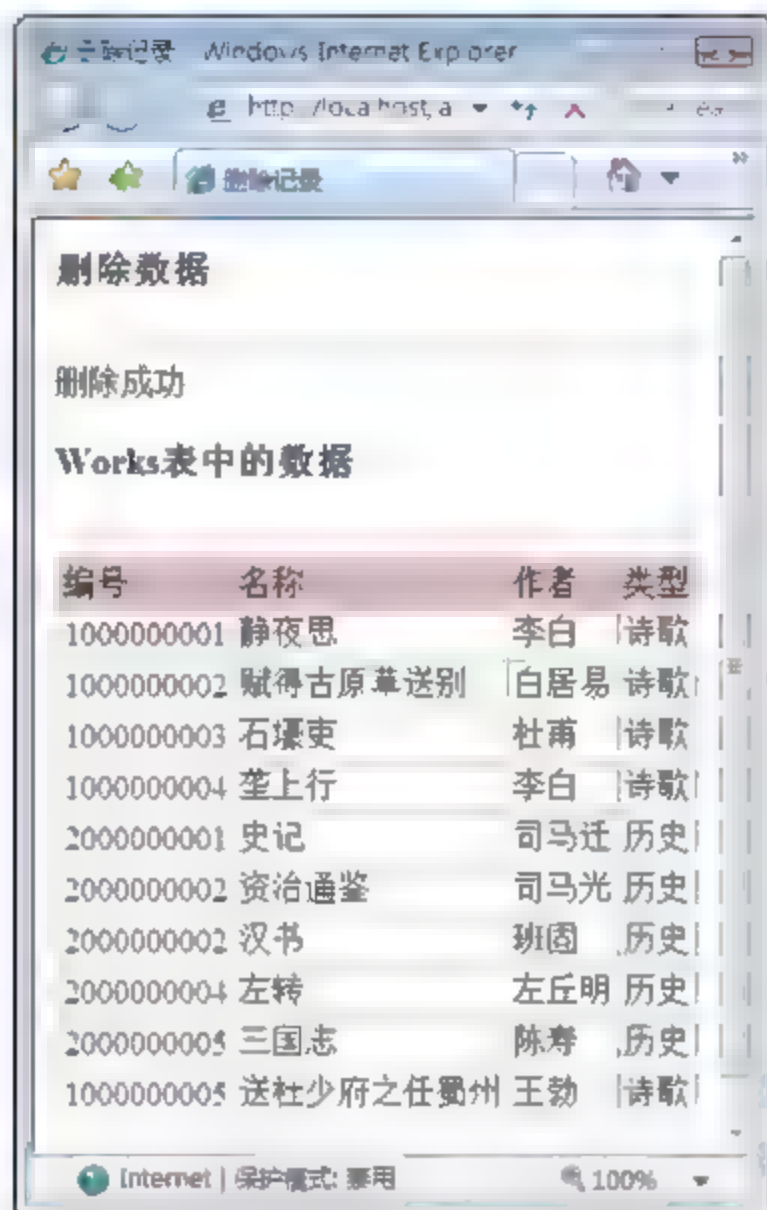 记录 Windows Internet Explorer
http://localhost/a
删除记录
删除数据
删除成功
Works表中的数据
编号 名称 作者 类型
1000000001 静夜思 李白 诗歌
1000000002 赋得古原草送别 白居易 诗歌
1000000003 石壕吏 杜甫 诗歌
1000000004 垄上行 李白 诗歌
2000000001 史记 司马迁 历史
2000000002 资治通鉴 司马光 历史
2000000002 汉书 班固 历史
2000000004 左转 左丘明 历史
2000000005 三国志 陈寿 历史
1000000005 送杜少府之任蜀州 王勃 诗歌
Internet | 保护模式: 禁用 100%